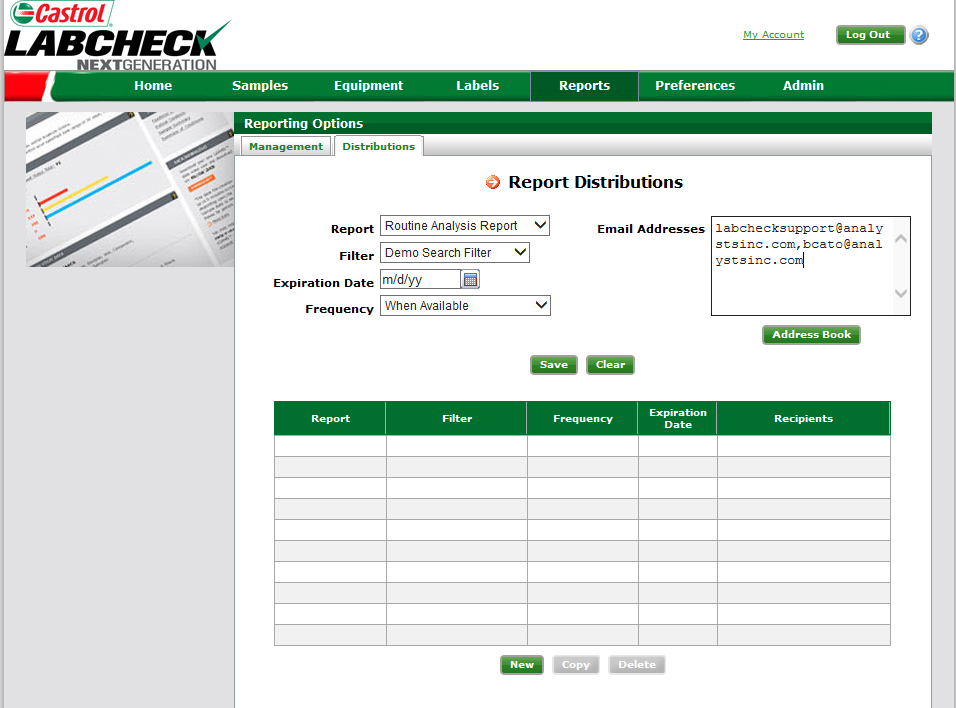 Castrol
LABCHECK
NEXTGENERATION
My Account
Log Out
?
Home Samples Equipment Labels Reports Preferences Admin
Reporting Options
Management Distributions
Report Distributions
Report Routine Analysis Report
Filter Demo Search Filter
Expiration Date m/d/yy
Frequency When Available
Email Addresses
labchecksupport@analy
stsinc.com,bcato@anal
ystsinc.com
Address Book
Save Clear
Report Filter Frequency Expiration Date Recipients
New Copy Delete